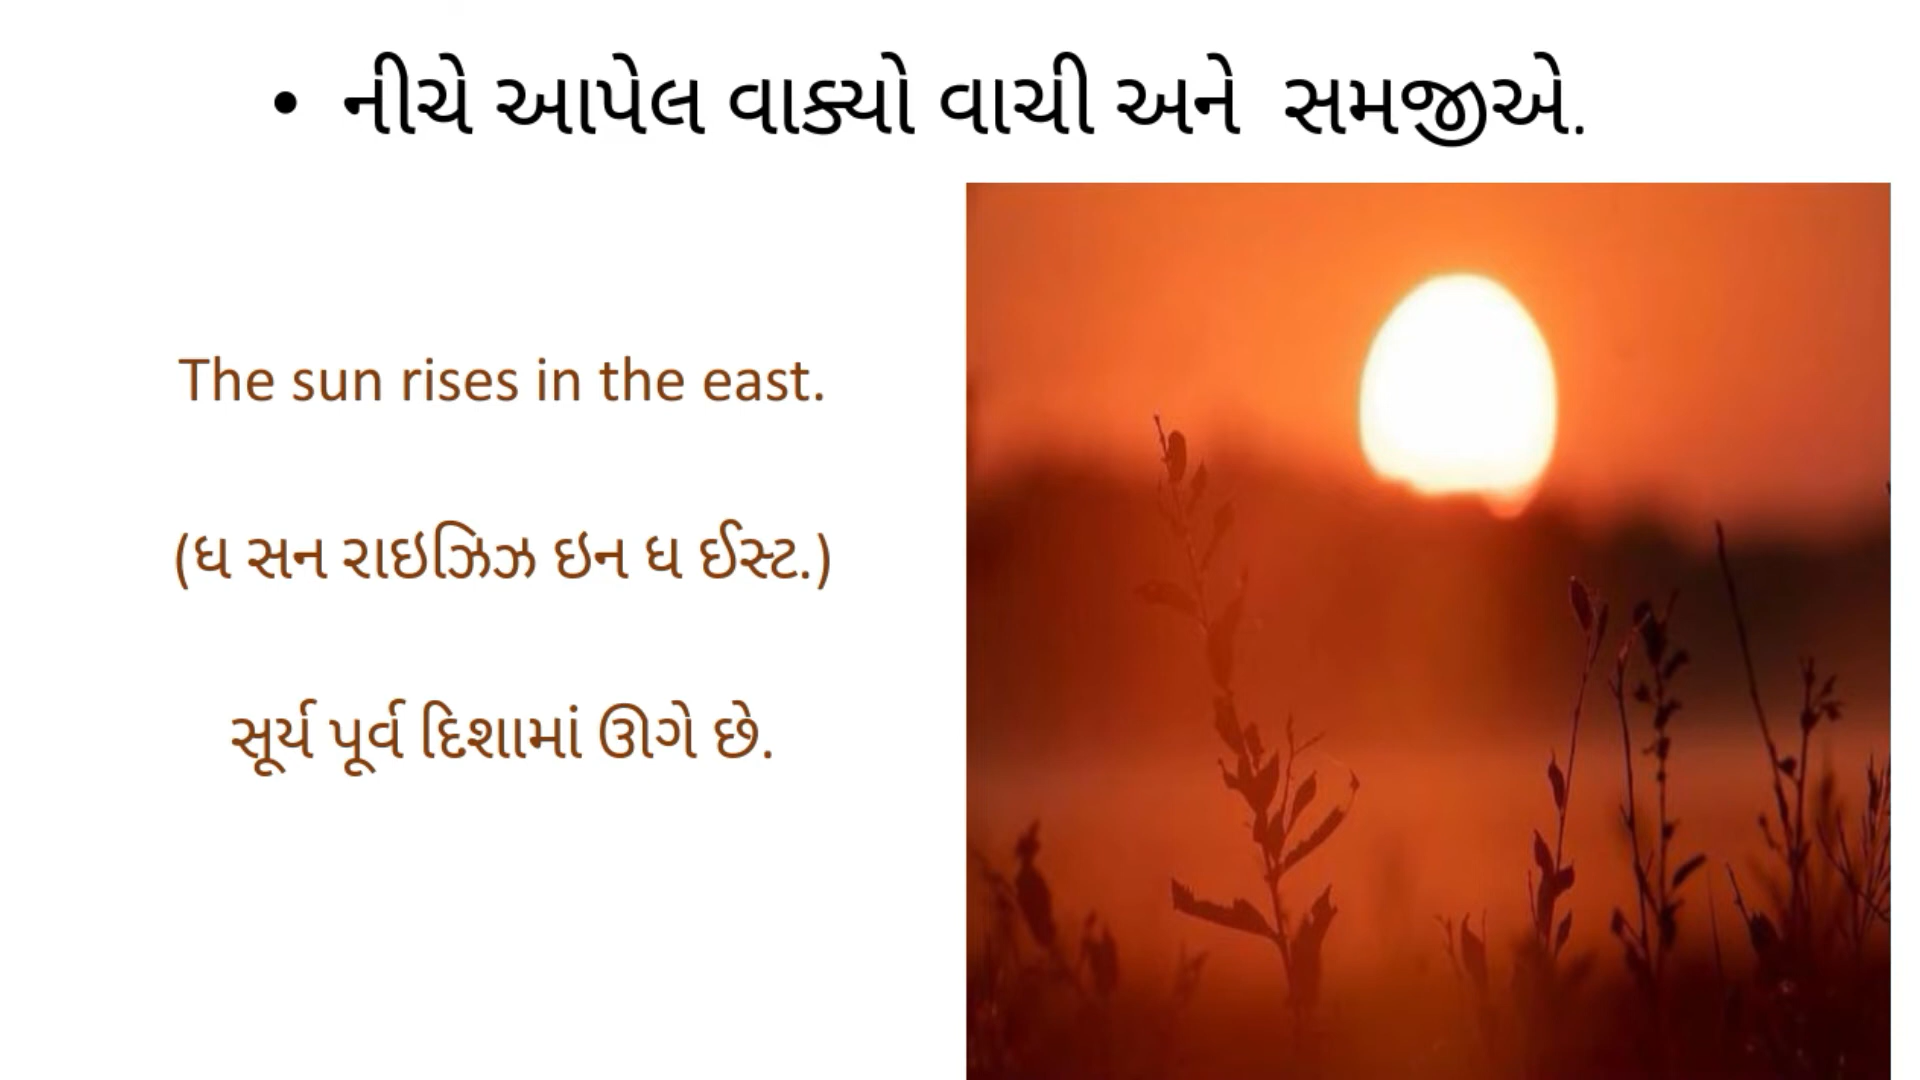 • નીચે આપેલ વાક્યો વાચી અને સમજીએ.
The sun rises in the east.
(ધ સન રાઇઝિઝ ઇન ધ ઈસ્ટ.)
સૂર્ય પૂર્વ દિશામાં ઊગે છે.